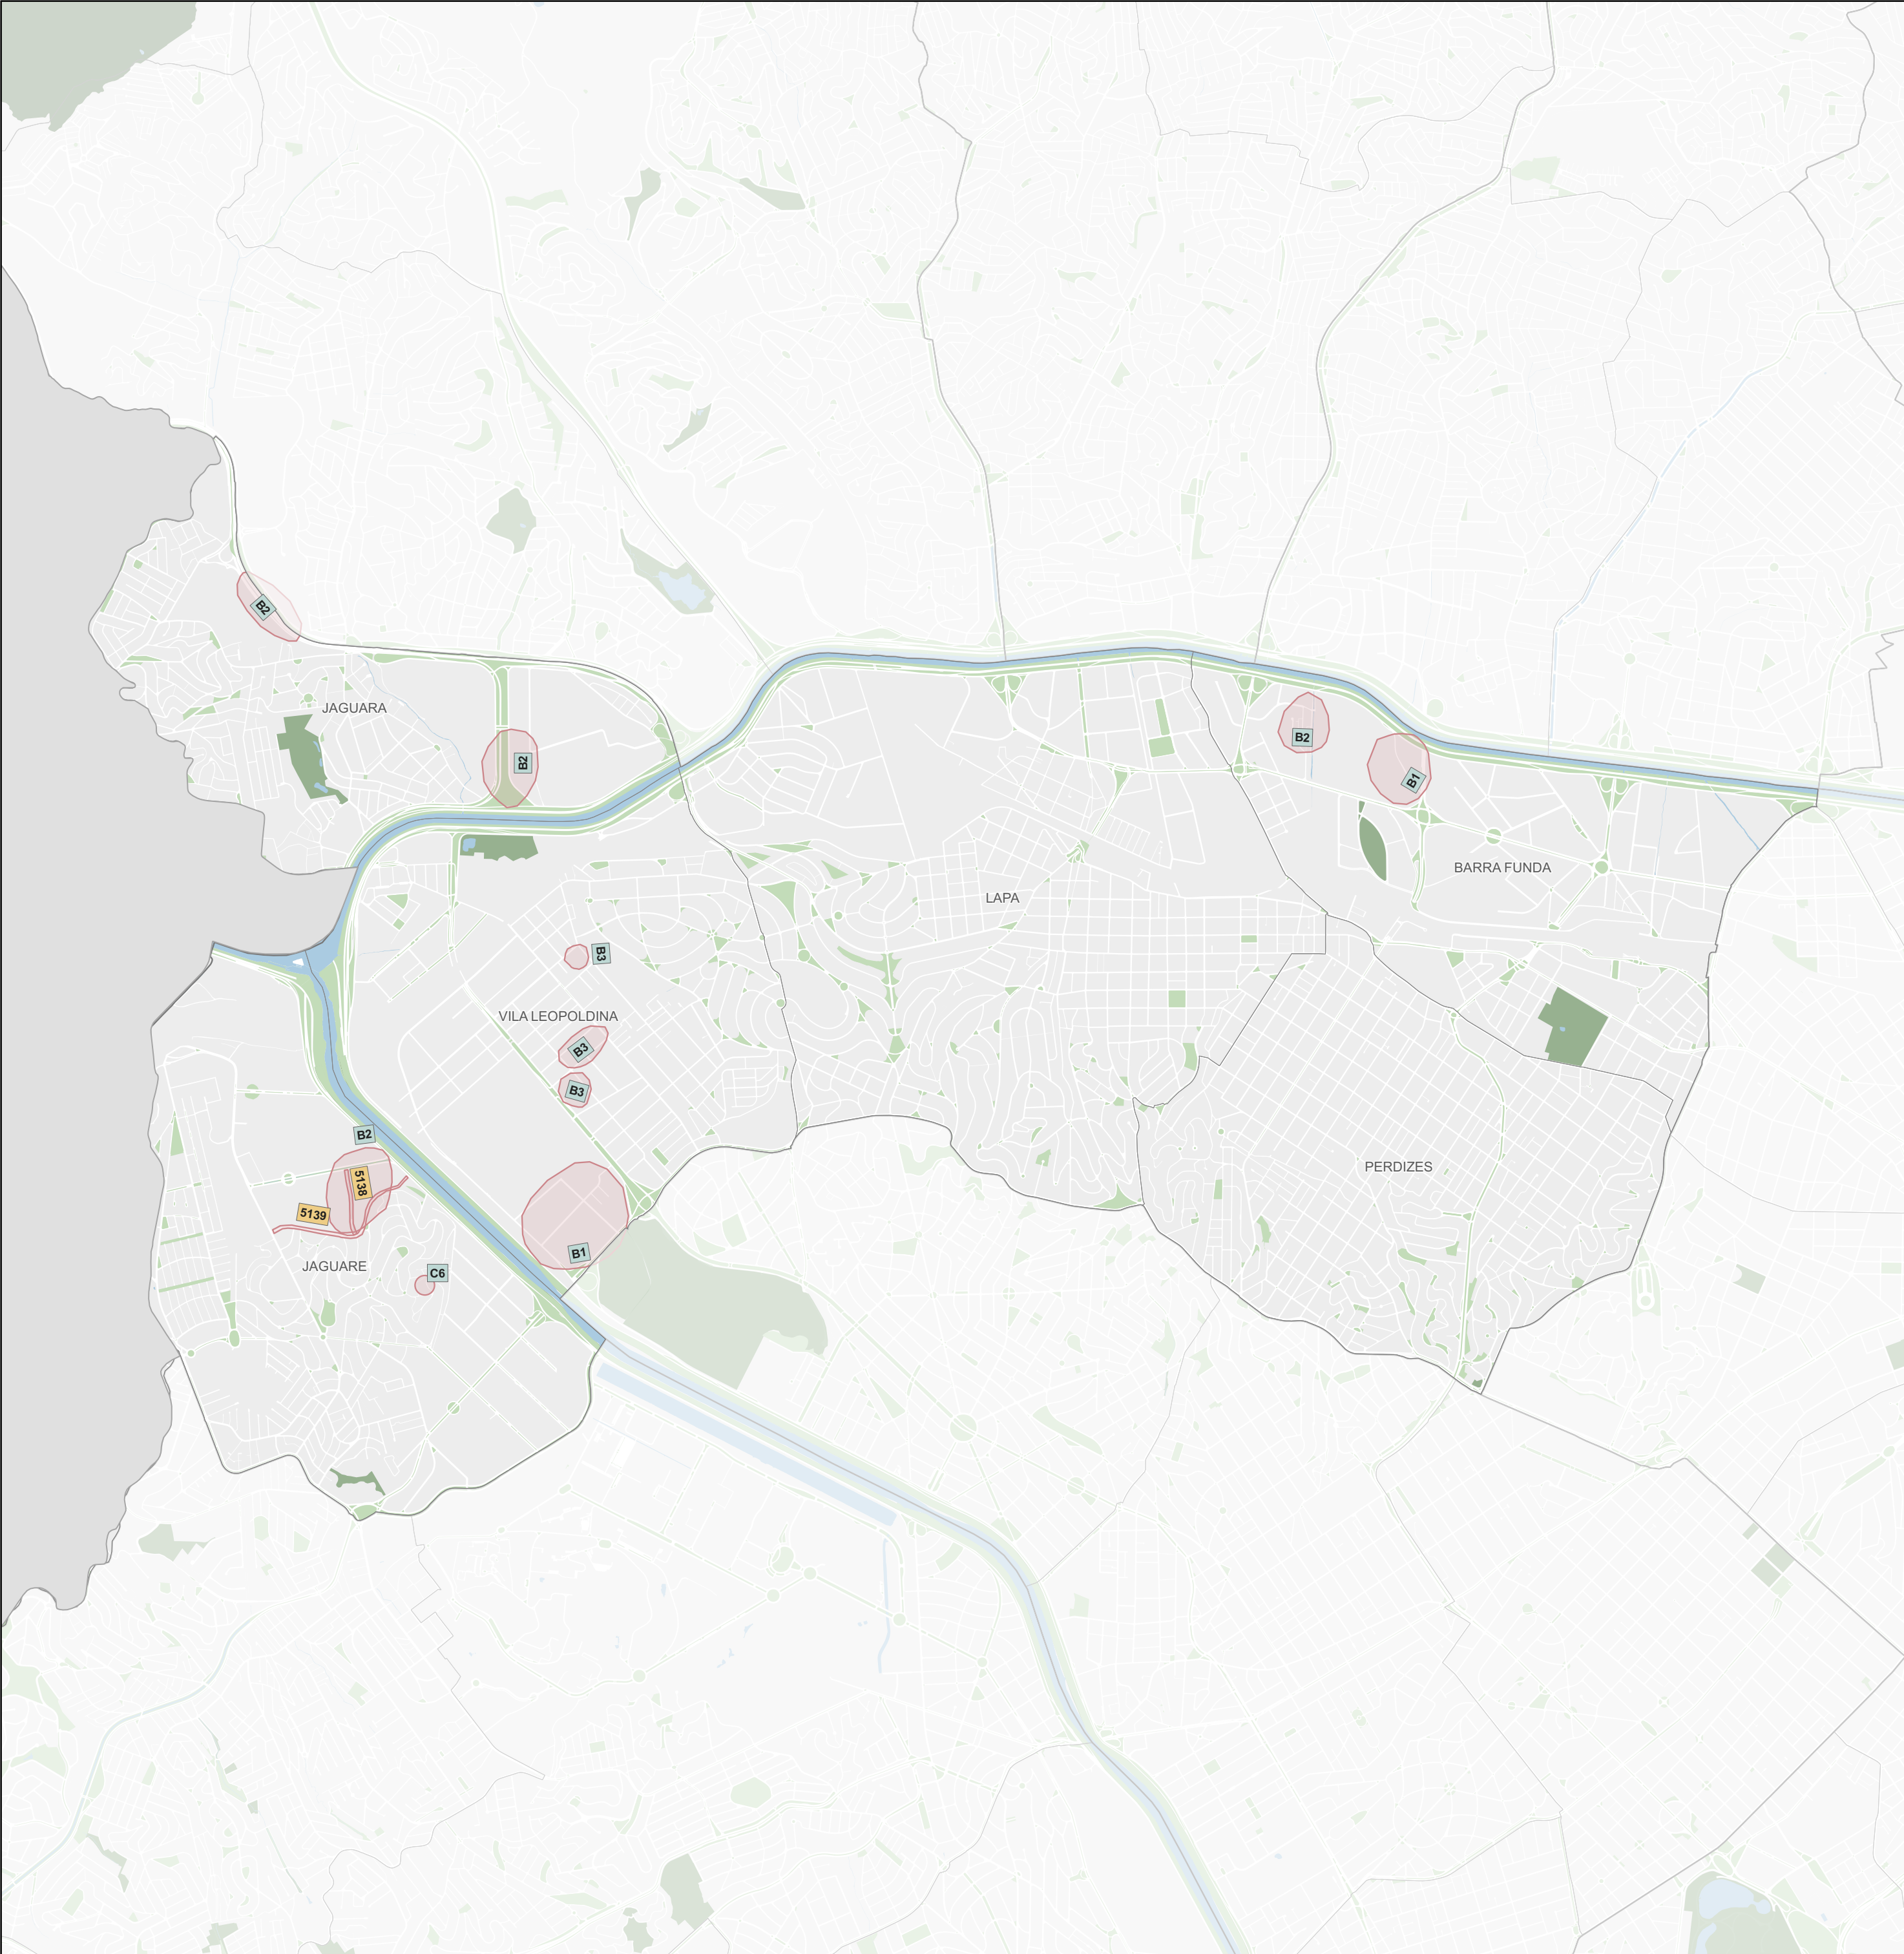 B2
JAGUARA
B2
B2
B1
BARRA FUNDA
LAPA
B3
VILA LEOPOLDINA
B3
B3
B2
PERDIZES
5138
5139
B1
JAGUARE
C6